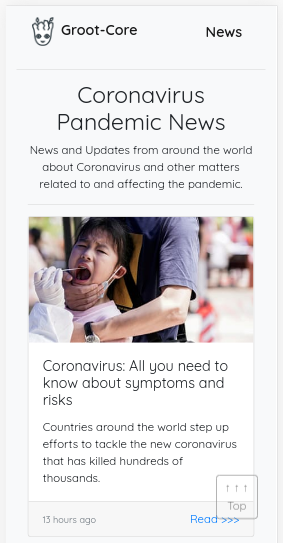 Groot-Core
News
Coronavirus
Pandemic News
News and Updates from around the world
about Coronavirus and other matters
related to and affecting the pandemic.
Coronavirus: All you need to
know about symptoms and
risks
Countries around the world step up
efforts to tackle the new coronavirus
that has killed hundreds of
thousands.
↑ ↑ ↑
Top
13 hours ago
Read >>>